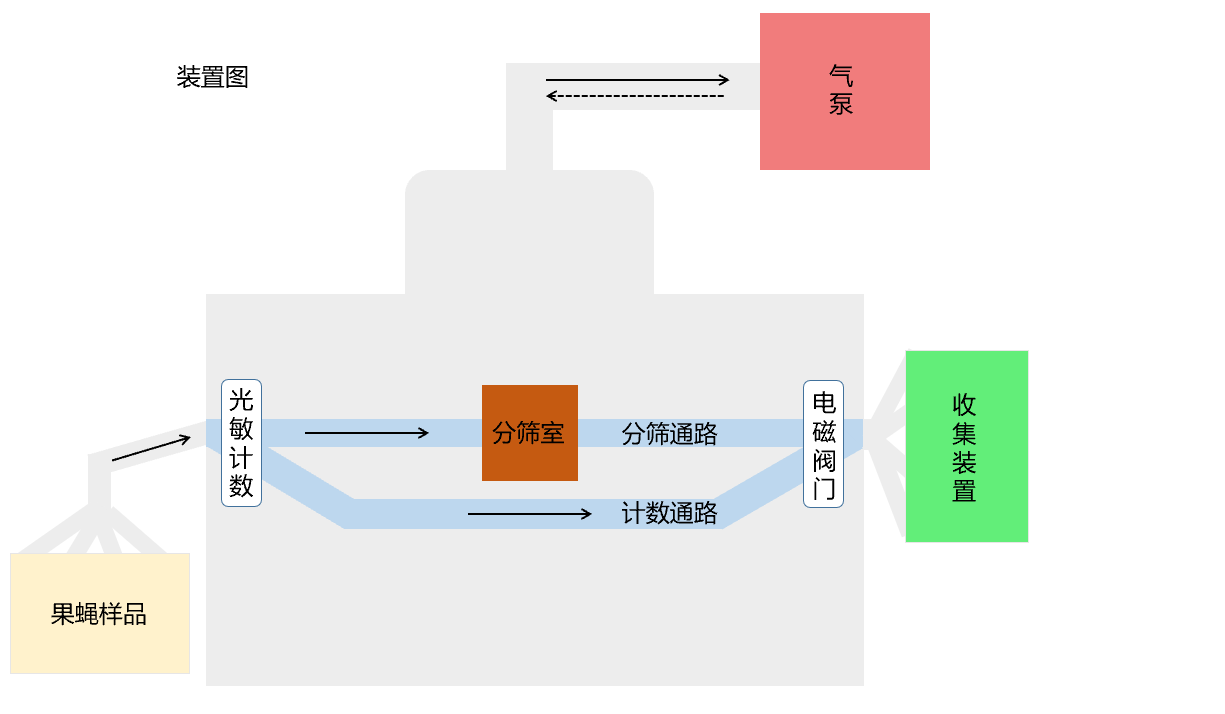 装置图
气泵
光敏计数
分筛室
分筛通路
计数通路
电磁阀门
收集装置
果蝇样品